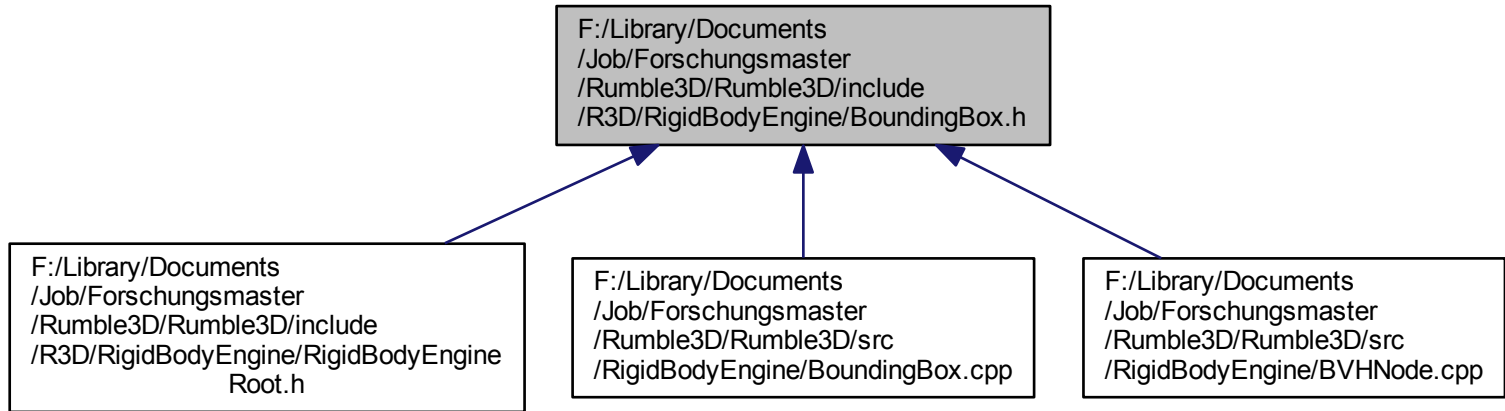 F:/Library/Documents
/Job/Forschungsmaster
/Rumble3D/Rumble3D/include
/R3D/RigidBodyEngine/BoundingBox.h
F:/Library/Documents
/Job/Forschungsmaster
/Rumble3D/Rumble3D/include
/R3D/RigidBodyEngine/RigidBodyEngine
Root.h
F:/Library/Documents
/Job/Forschungsmaster
/Rumble3D/Rumble3D/src
/RigidBodyEngine/BoundingBox.cpp
F:/Library/Documents
/Job/Forschungsmaster
/Rumble3D/Rumble3D/src
/RigidBodyEngine/BVHNode.cpp